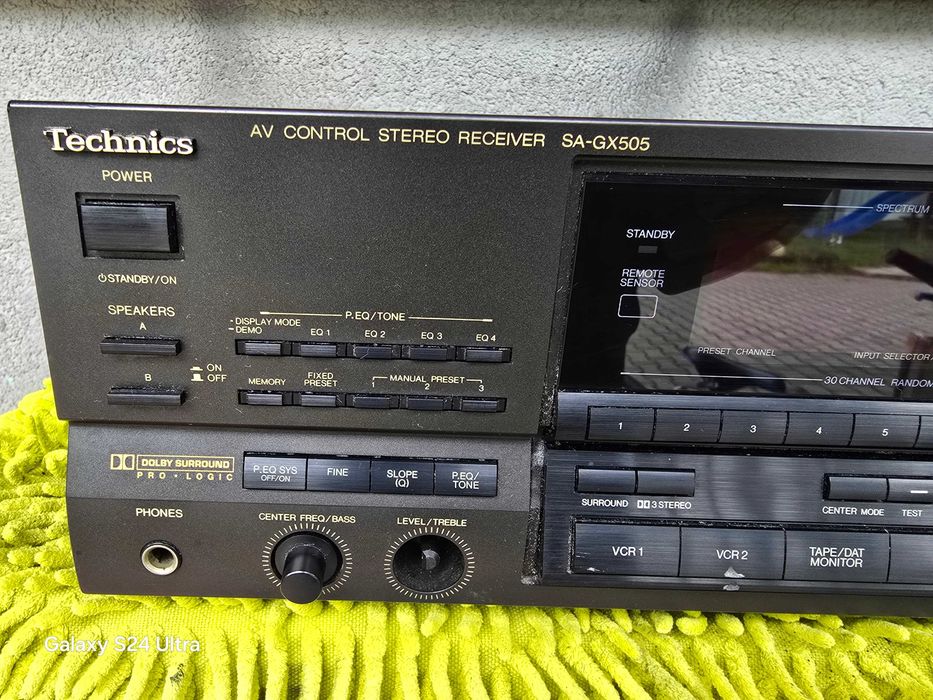 Technics
AV CONTROL STEREO RECEIVER SA-GX505
POWER
STANDBY/ON
SPEAKERS
A
B
ON
OFF
P.EQ/TONE
- DISPLAY MODE
- DEMO
EQ 1
EQ 2
EQ 3
EQ 4
MEMORY
FIXED
PRESET
MANUAL PRESET
1
2
3
SPECTRUM
STANDBY
REMOTE
SENSOR
PRESET CHANNEL
INPUT SELECTOR
30 CHANNEL RANDOM
1
2
3
4
5
DOLBY SURROUND
PRO • LOGIC
P.EQ SYS
OFF/ON
FINE
SLOPE
(Q)
P.EQ/
TONE
SURROUND
3 STEREO
CENTER MODE
TEST
PHONES
CENTER FREQ/BASS
LEVEL/TREBLE
VCR 1
VCR 2
TAPE/DAT
MONITOR
Galaxy S24 Ultra